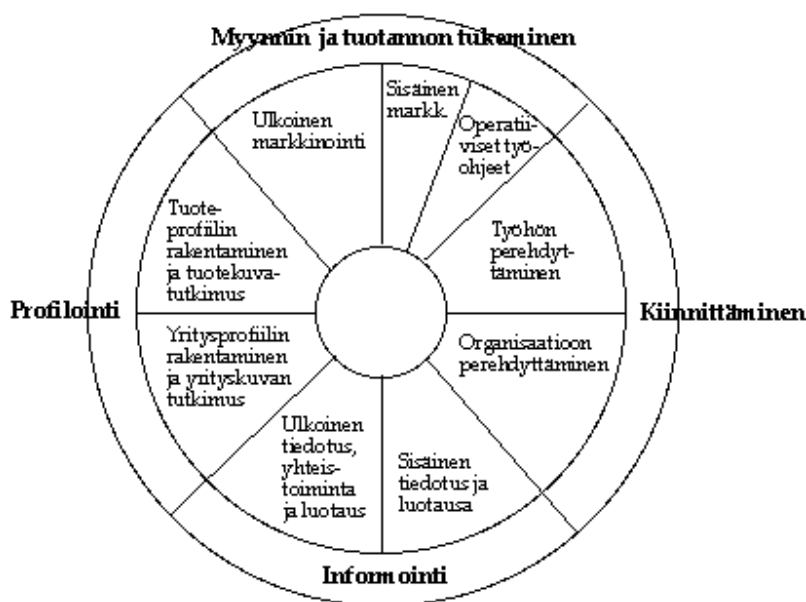 Myynnin ja tuotannon tukeminen
Ulkoinen
markkinointi
Sisäinen
markk.
Operatii-
viset työ-
ohjeet
Tuote-
profiilin
rakentaminen
ja tuotekuva-
tutkimus
Työhön
perehdyt-
täminen
Profilointi
Kiinnittäminen
Yritysprofiilin
rakentaminen
ja yrityskuvan
tutkimus
Organisaatioon
perehdyttäminen
Ulkoinen
tiedotus,
yhteis-
toiminta
ja luotaus
Sisäinen
tiedotus ja
luotausa
Informointi